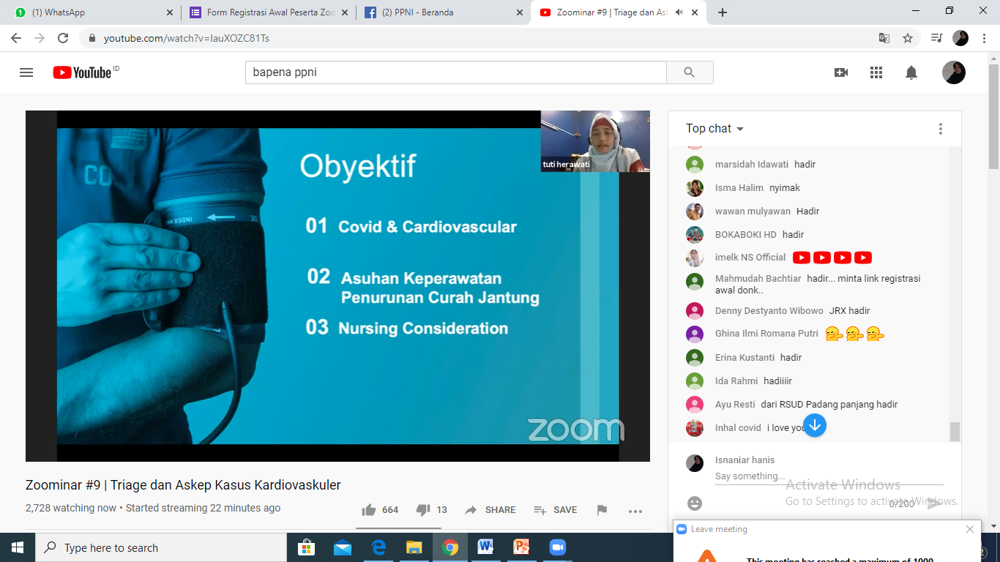 (1) WhatsApp
Form Registrasi Awal Peserta Zoo
(2) PPNI - Beranda
Zoominar #9 | Triage dan Ask
youtube.com/watch?v=IauXOZC81Ts
YouTube ID
bapena ppni
CO
INDEX
OK
Obyektif
tuti herawati
01 Covid & Cardiovascular
02 Asuhan Keperawatan
Penurunan Curah Jantung
03 Nursing Consideration
zoom
Top chat
marsidah Idawati hadir
Isma Halim nyimak
wawan mulyawan Hadir
BOKABOKI HD hadir
imelk NS Official
Mahmudah Bachtiar hadir... minta link registrasi
awal donk..
Denny Destyanto Wibowo JRX hadir
Ghina Ilmi Romana Putri
Erina Kustanti hadir
Ida Rahmi hadiiiir
Ayu Resti dari RSUD Padang panjang hadir
Inhal covid i love you
Isnaniar hanis
Say something...
0/200
Activate Windows
Go to Settings to activate Windows.
Zoominar #9 | Triage dan Askep Kasus Kardiovaskuler
2,728 watching now • Started streaming 22 minutes ago
664
13
SHARE
SAVE
Leave meeting
This meeting has reached a maximum of 1000
Type here to search